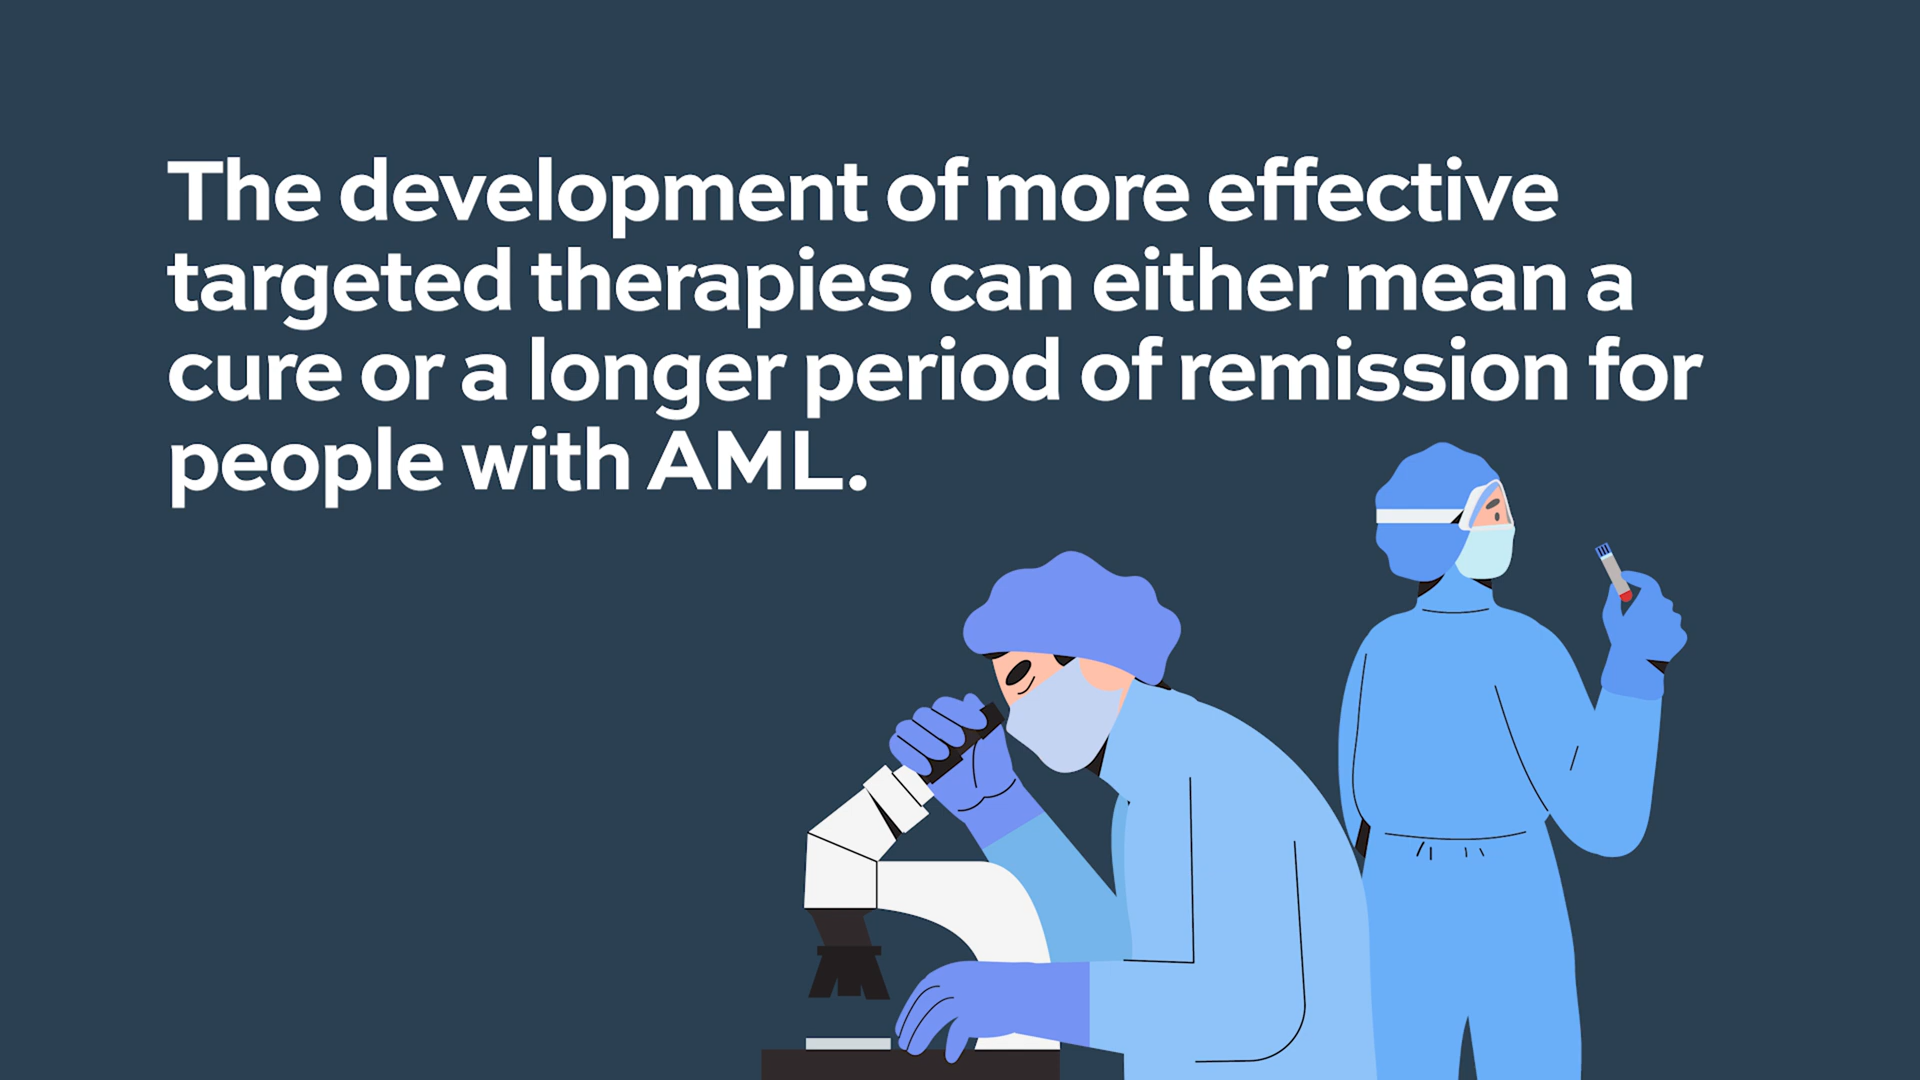 The development of more effective
targeted therapies can either mean a
cure or a longer period of remission for
people with AML.